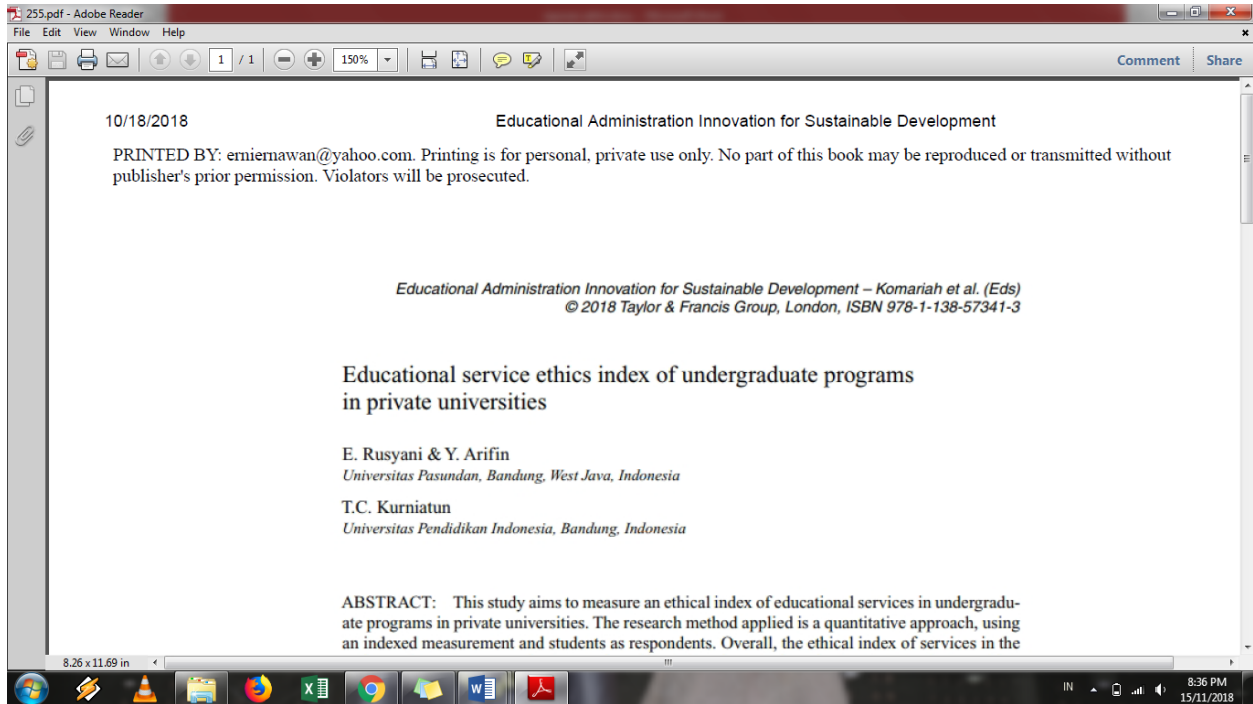 255.pdf - Adobe Reader
File Edit View Window Help
1 / 1 150% Comment Share
10/18/2018 Educational Administration Innovation for Sustainable Development
PRINTED BY: erniernawan@yahoo.com. Printing is for personal, private use only. No part of this book may be reproduced or transmitted without
publisher's prior permission. Violators will be prosecuted.
Educational Administration Innovation for Sustainable Development – Komariah et al. (Eds)
© 2018 Taylor & Francis Group, London, ISBN 978-1-138-57341-3
Educational service ethics index of undergraduate programs
in private universities
E. Rusyani & Y. Arifin
Universitas Pasundan, Bandung, West Java, Indonesia
T.C. Kurniatun
Universitas Pendidikan Indonesia, Bandung, Indonesia
ABSTRACT: This study aims to measure an ethical index of educational services in undergradu-
ate programs in private universities. The research method applied is a quantitative approach, using
an indexed measurement and students as respondents. Overall, the ethical index of services in the
8.26 x 11.69 in
IN 8:36 PM
15/11/2018